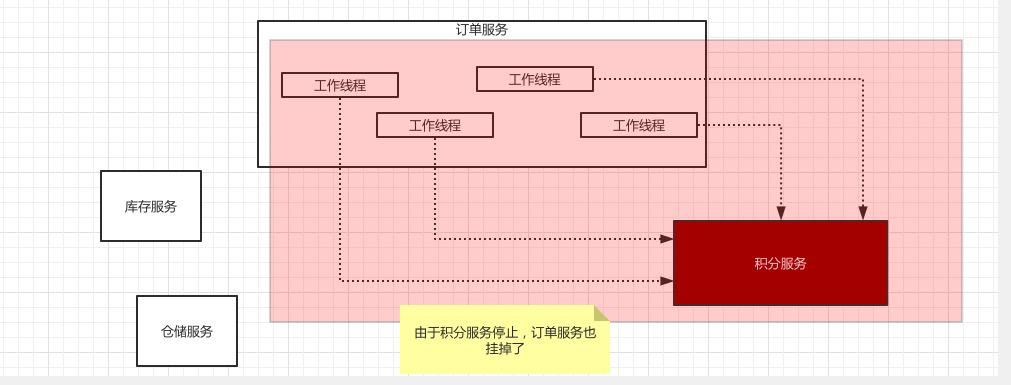 订单服务
工作线程
工作线程
工作线程
工作线程
库存服务
积分服务
仓储服务
由于积分服务停止，订单服务也
挂掉了